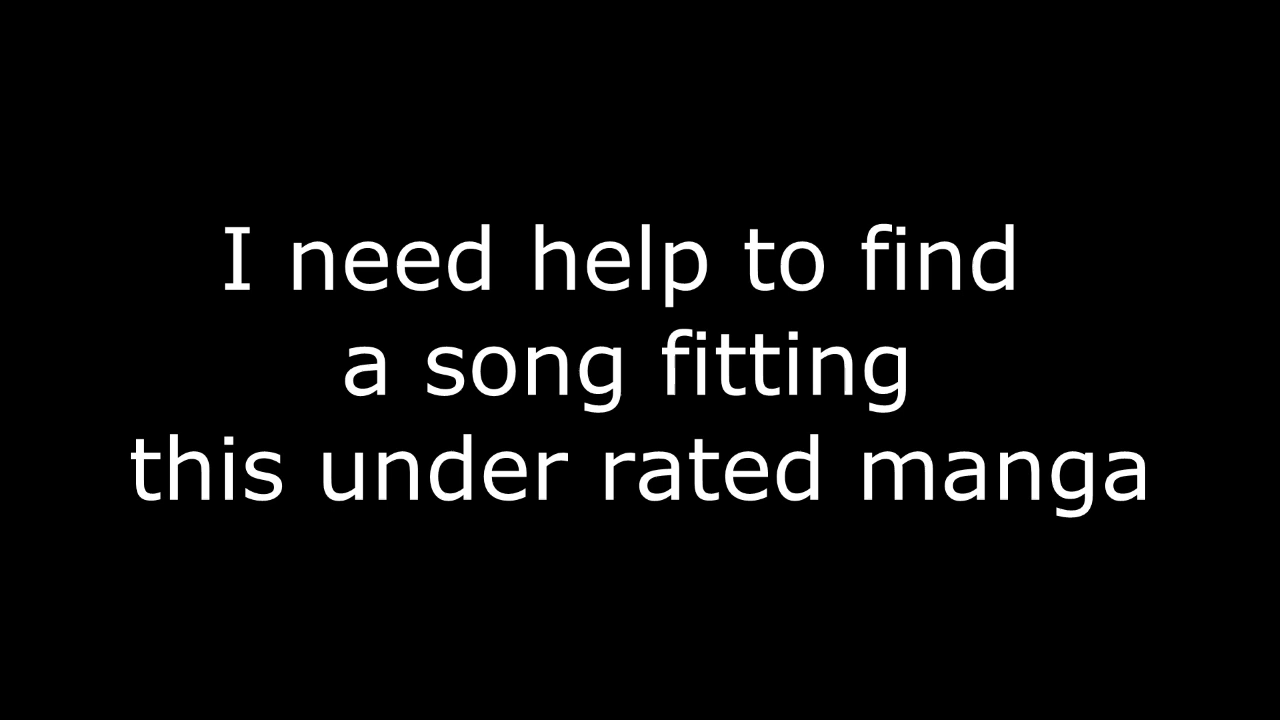 I need help to find
a song fitting
this under rated manga